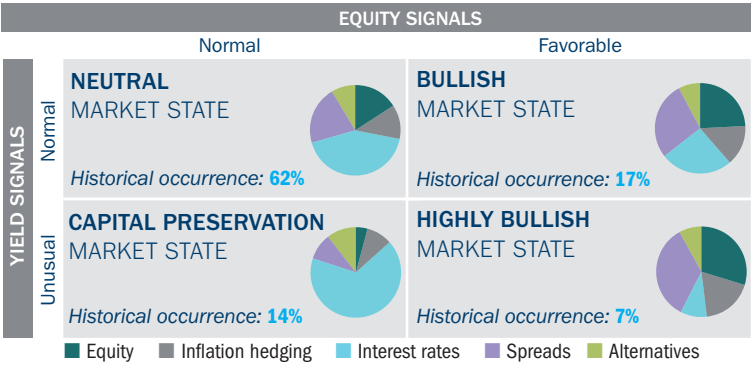 EQUITY SIGNALS
Normal
Favorable
YIELD SIGNALS
Normal
NEUTRAL
MARKET STATE
Historical occurrence: 62%
BULLISH
MARKET STATE
Historical occurrence: 17%
Unusual
CAPITAL PRESERVATION
MARKET STATE
Historical occurrence: 14%
HIGHLY BULLISH
MARKET STATE
Historical occurrence: 7%
Equity
Inflation hedging
Interest rates
Spreads
Alternatives